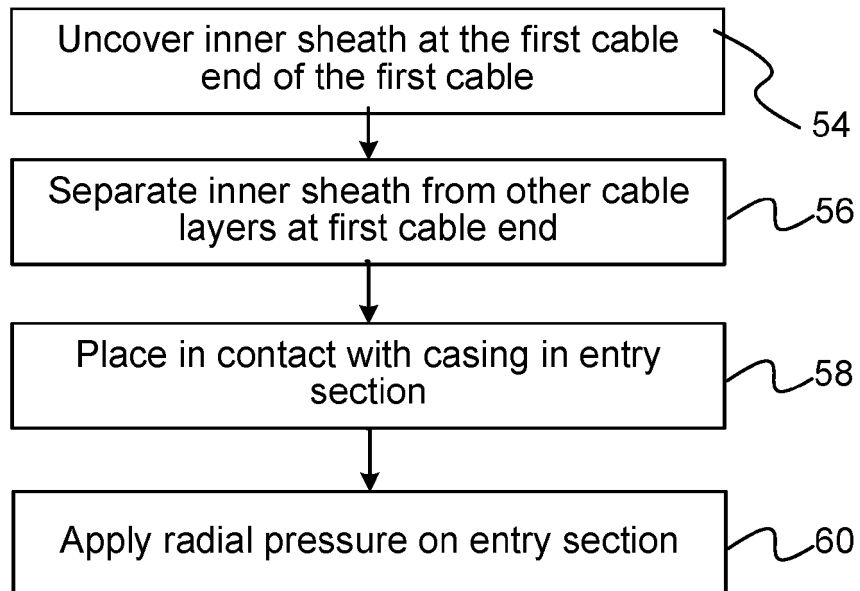 Uncover inner sheath at the first cable
end of the first cable
54
Separate inner sheath from other cable
layers at first cable end
56
Place in contact with casing in entry
section
58
Apply radial pressure on entry section
60